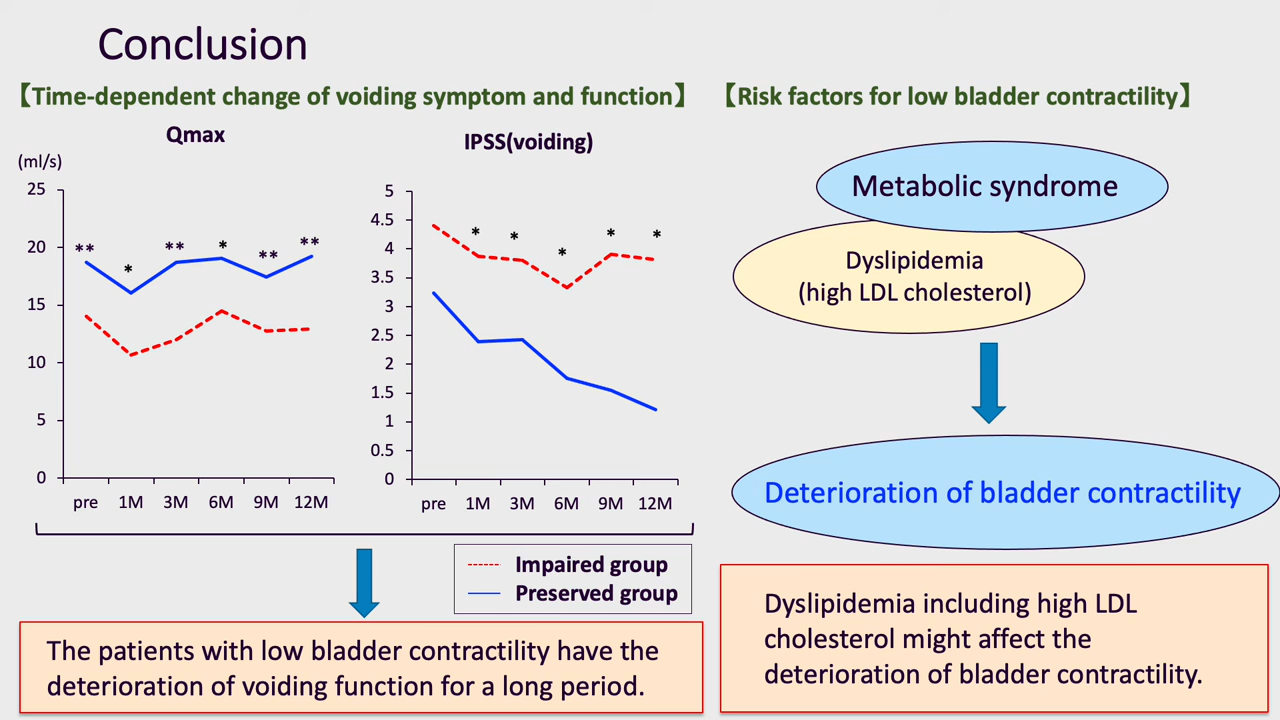 Conclusion
【Time-dependent change of voiding symptom and function】
Qmax
(ml/s)
25
20
15
10
5
0
** * ** * ** **
pre 1M 3M 6M 9M 12M
IPSS(voiding)
5
4.5
4
3.5
3
2.5
2
1.5
1
0.5
0
* * * * *
pre 1M 3M 6M 9M 12M
Impaired group
Preserved group
The patients with low bladder contractility have the
deterioration of voiding function for a long period.
【Risk factors for low bladder contractility】
Metabolic syndrome
Dyslipidemia
(high LDL cholesterol)
Deterioration of bladder contractility
Dyslipidemia including high LDL
cholesterol might affect the
deterioration of bladder contractility.